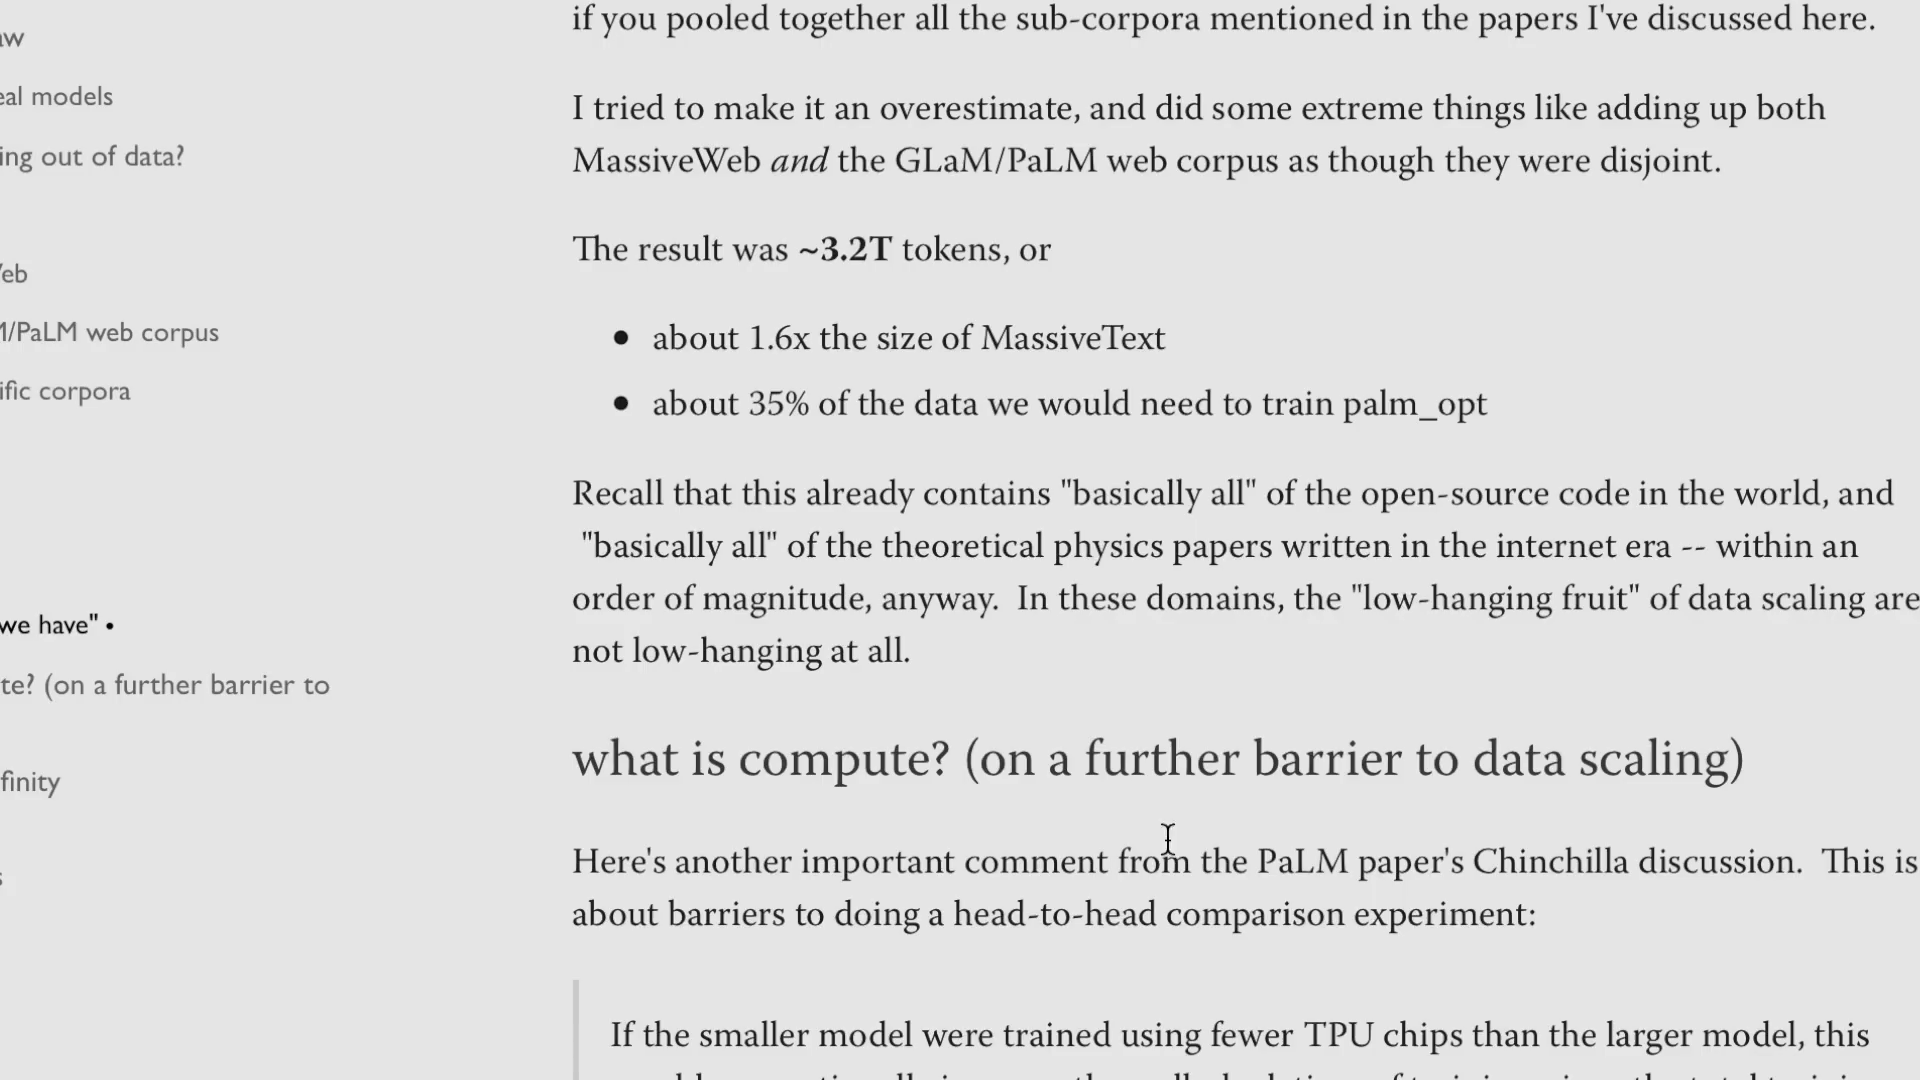 aw
eal models
ing out of data?
eb
M/PaLM web corpus
ific corpora
we have" •
te? (on a further barrier to
finity
s
if you pooled together all the sub-corpora mentioned in the papers I've discussed here.
I tried to make it an overestimate, and did some extreme things like adding up both
MassiveWeb and the GLaM/PaLM web corpus as though they were disjoint.
The result was ~3.2T tokens, or
• about 1.6x the size of MassiveText
• about 35% of the data we would need to train palm_opt
Recall that this already contains "basically all" of the open-source code in the world, and
"basically all" of the theoretical physics papers written in the internet era -- within an
order of magnitude, anyway. In these domains, the "low-hanging fruit" of data scaling are
not low-hanging at all.
what is compute? (on a further barrier to data scaling)
Here's another important comment from the PaLM paper's Chinchilla discussion. This is
about barriers to doing a head-to-head comparison experiment:
If the smaller model were trained using fewer TPU chips than the larger model, this